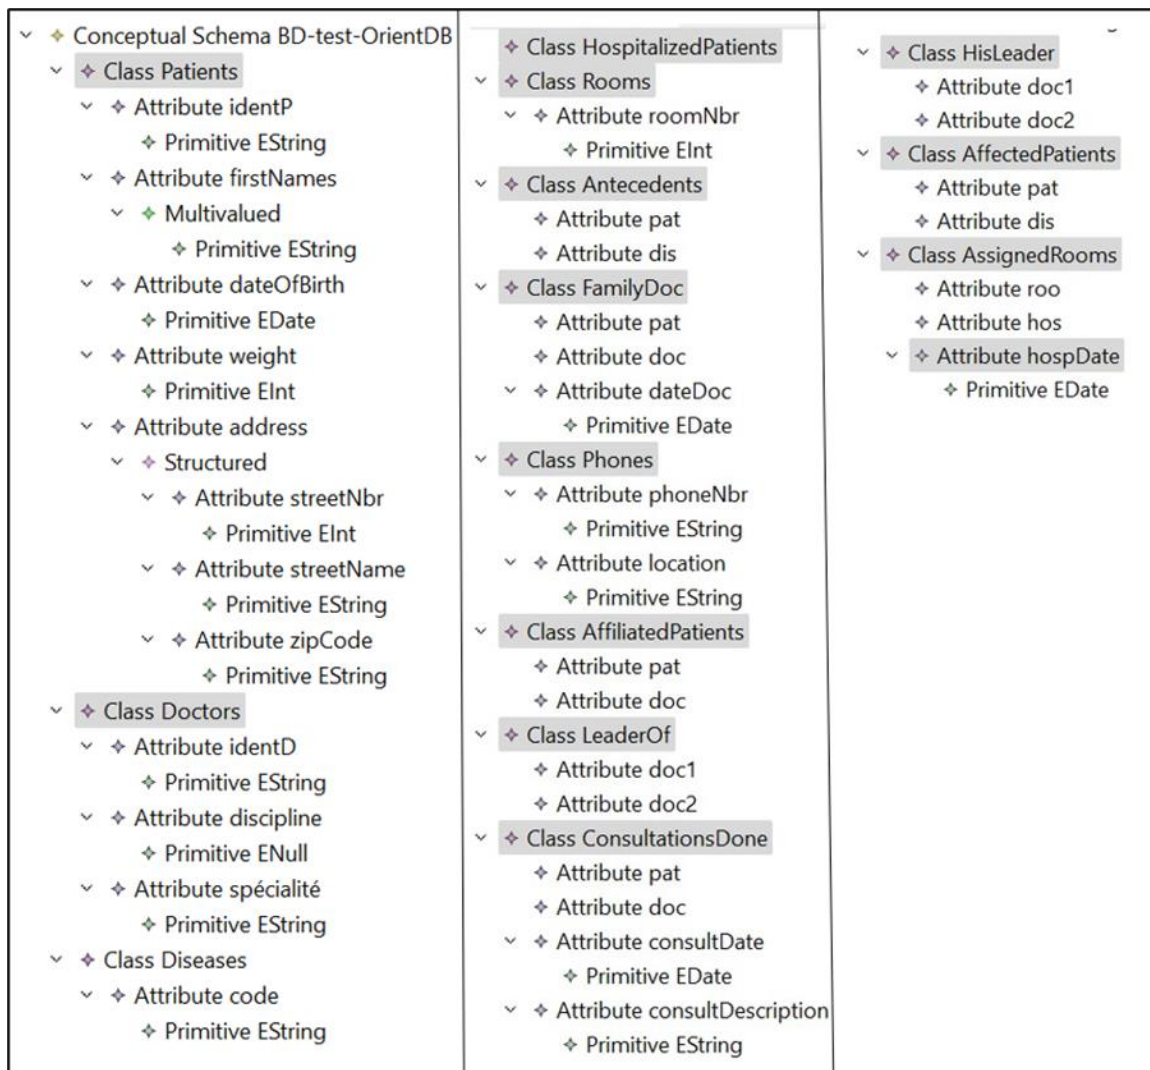 Conceptual Schema BD-test-OrientDB
Class Patients
Attribute identP
Primitive EString
Attribute firstNames
Multivalued
Primitive EString
Attribute dateOfBirth
Primitive EDate
Attribute weight
Primitive EInt
Attribute address
Structured
Attribute streetNbr
Primitive EInt
Attribute streetName
Primitive EString
Attribute zipCode
Primitive EString
Class Doctors
Attribute identD
Primitive EString
Attribute discipline
Primitive ENull
Attribute spécialité
Primitive EString
Class Diseases
Attribute code
Primitive EString
Class HospitalizedPatients
Class Rooms
Attribute roomNbr
Primitive EInt
Class Antecedents
Attribute pat
Attribute dis
Class FamilyDoc
Attribute pat
Attribute doc
Attribute dateDoc
Primitive EDate
Class Phones
Attribute phoneNbr
Primitive EString
Attribute location
Primitive EString
Class AffiliatedPatients
Attribute pat
Attribute doc
Class LeaderOf
Attribute doc1
Attribute doc2
Class ConsultationsDone
Attribute pat
Attribute doc
Attribute consultDate
Primitive EDate
Attribute consultDescription
Primitive EString
Class HisLeader
Attribute doc1
Attribute doc2
Class AffectedPatients
Attribute pat
Attribute dis
Class AssignedRooms
Attribute roo
Attribute hos
Attribute hospDate
Primitive EDate